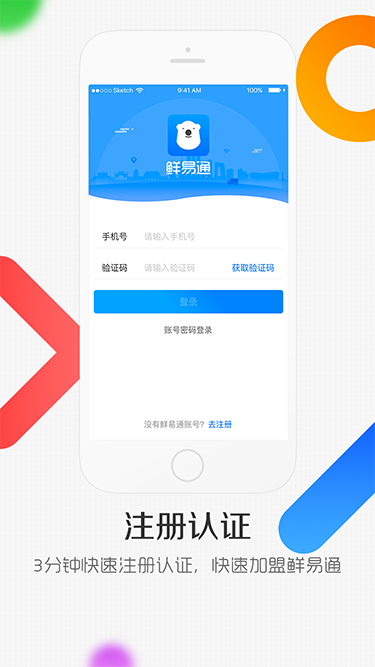 Sketch 9:41 AM 100%
鲜易通
手机号 请输入手机号
验证码 请输入验证码 获取验证码
登录
账号密码登录
没有鲜易通账号？去注册
注册认证
3分钟快速注册认证，快速加盟鲜易通